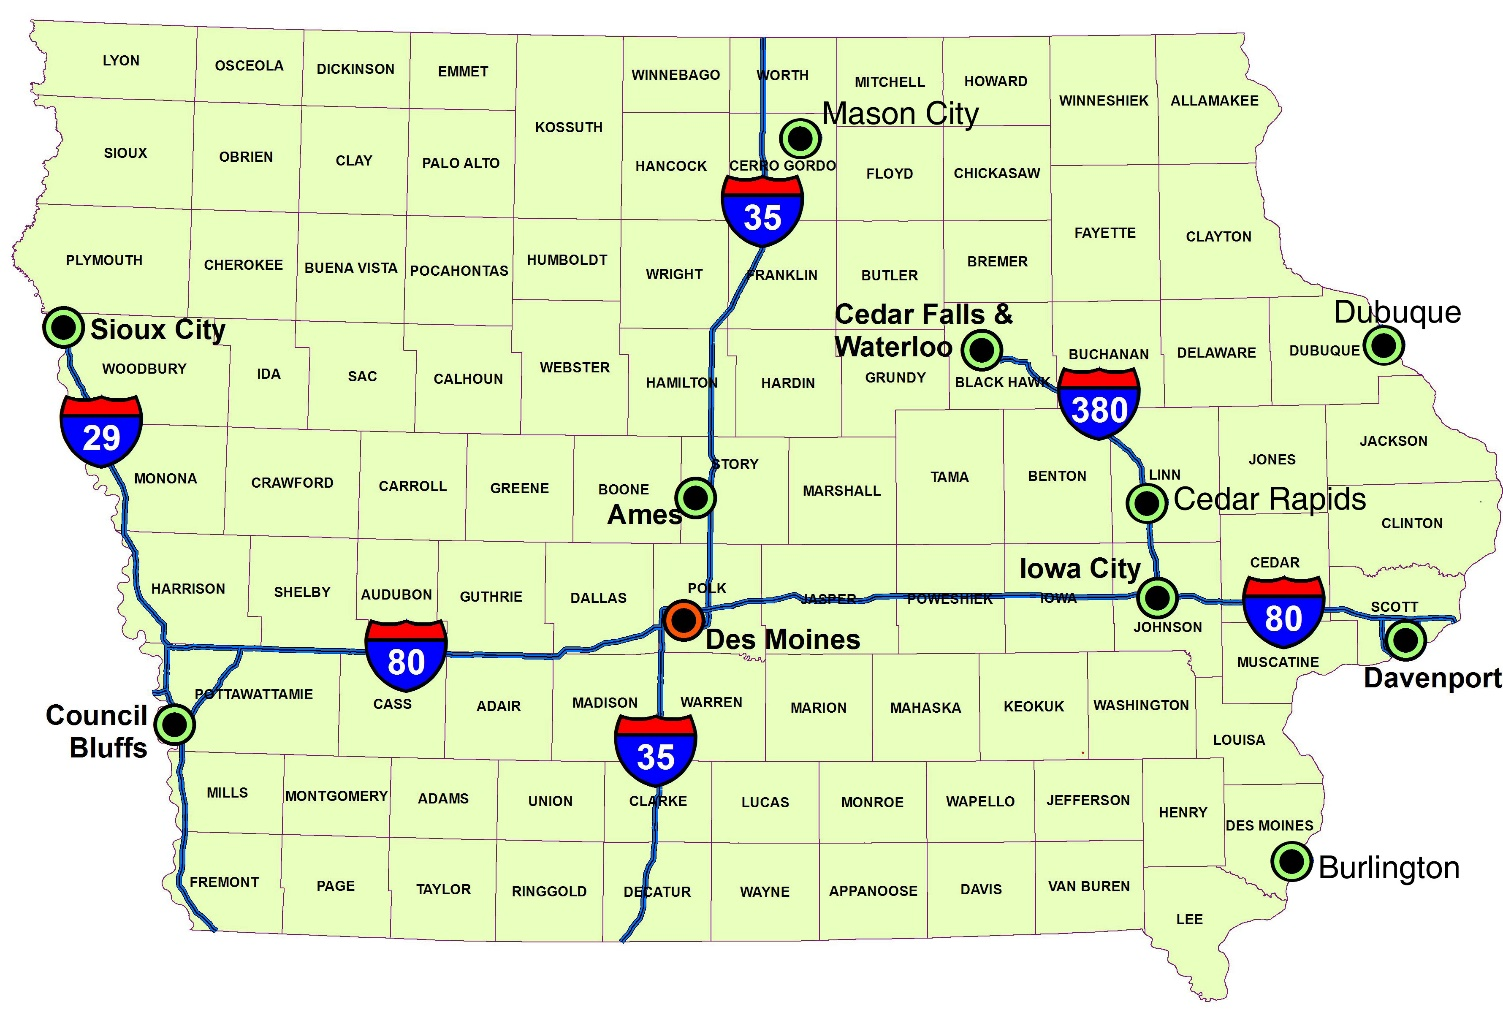 LYON
OSCEOLA
DICKINSON
EMMET
KOSSUTH
WINNEBAGO
WORTH
MITCHELL
HOWARD
WINNESHIEK
ALLAMAKEE
Mason City
SIOUX
OBRIEN
CLAY
PALO ALTO
HANCOCK
CERRO GORDO
FLOYD
CHICKASAW
35
FAYETTE
CLAYTON
PLYMOUTH
CHEROKEE
BUENA VISTA
POCAHONTAS
HUMBOLDT
WRIGHT
FRANKLIN
BUTLER
BREMER
Sioux City
Cedar Falls &
Waterloo
Dubuque
WOODBURY
IDA
SAC
CALHOUN
WEBSTER
HAMILTON
HARDIN
GRUNDY
BLACK HAWK
BUCHANAN
DELAWARE
DUBUQUE
29
380
MONONA
CRAWFORD
CARROLL
GREENE
BOONE
Ames
STORY
MARSHALL
TAMA
BENTON
LINN
Cedar Rapids
JONES
JACKSON
CLINTON
HARRISON
SHELBY
AUDUBON
GUTHRIE
DALLAS
POLK
JASPER
POWESHIEK
IOWA
Iowa City
JOHNSON
CEDAR
80
SCOTT
Des Moines
80
MUSCATINE
Davenport
POTTAWATTAMIE
CASS
ADAIR
MADISON
WARREN
MARION
MAHASKA
KEOKUK
WASHINGTON
LOUISA
Council
Bluffs
35
MILLS
MONTGOMERY
ADAMS
UNION
CLARKE
LUCAS
MONROE
WAPELLO
JEFFERSON
HENRY
DES MOINES
Burlington
FREMONT
PAGE
TAYLOR
RINGGOLD
DECATUR
WAYNE
APPANOOSE
DAVIS
VAN BUREN
LEE